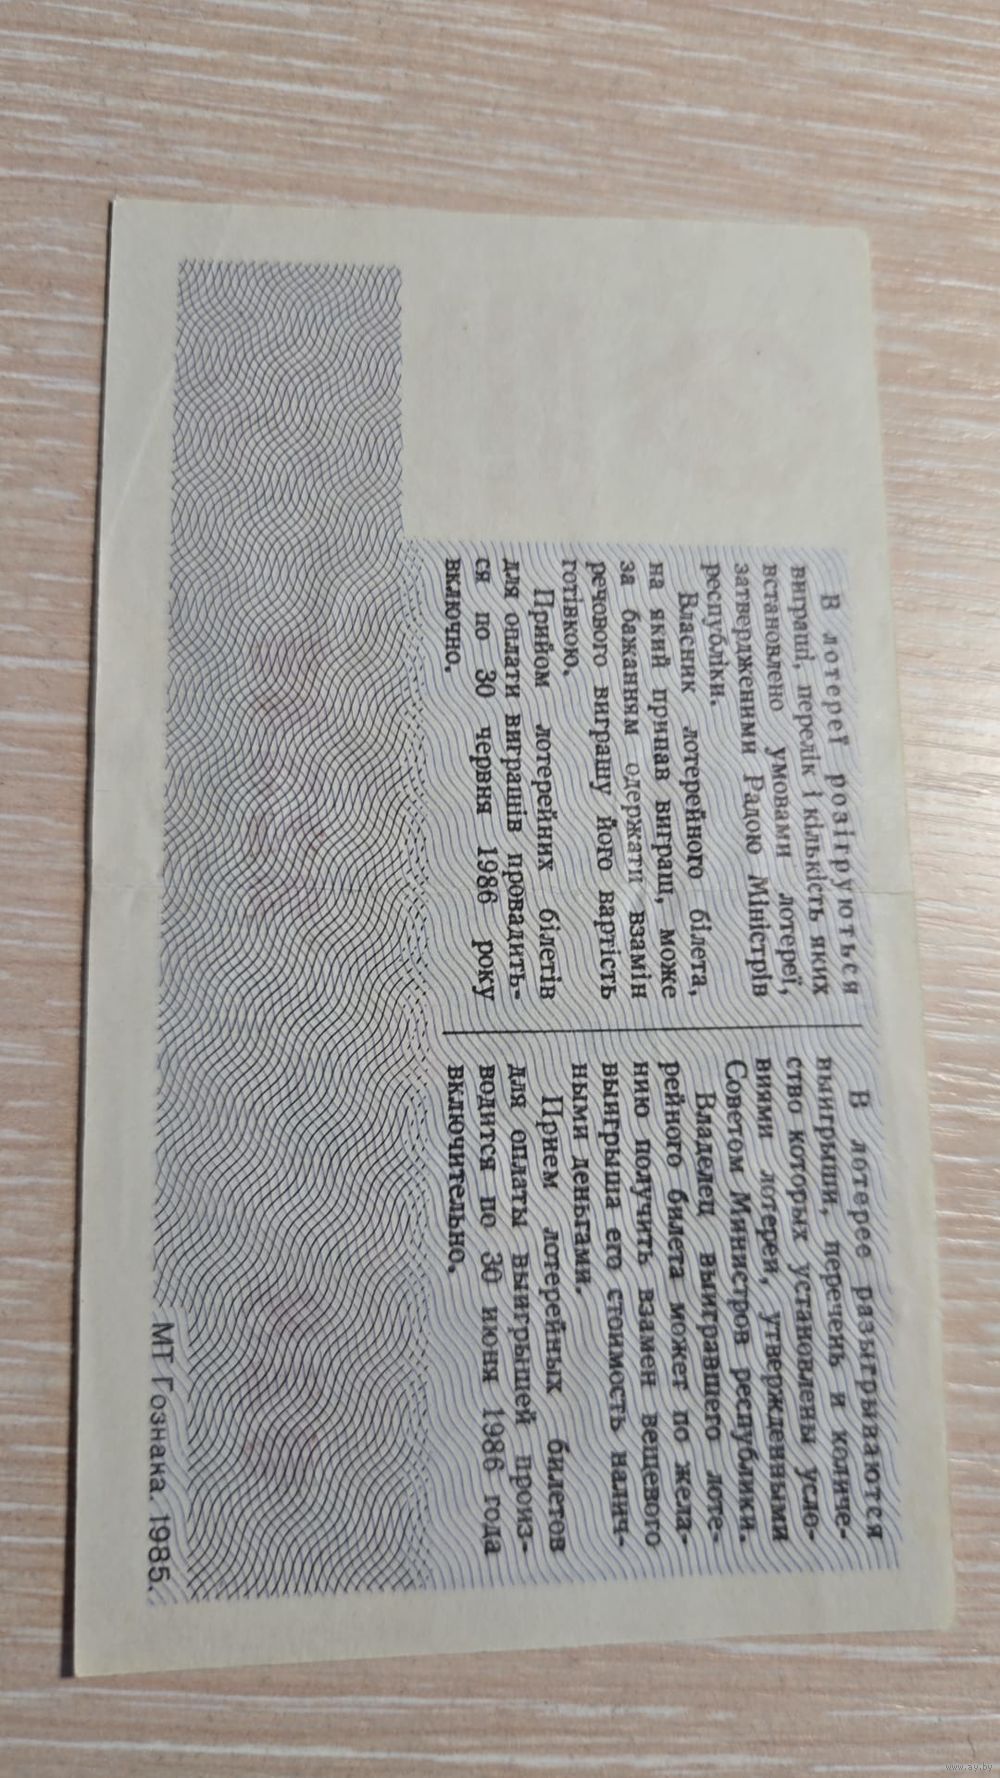 В лотереї розігруються
виграші, перелік і кількість яких
встановлено умовами лотереї,
затвердженими Радою Міністрів
республіки.
Власник лотерейного білета,
на який припав виграш, може
за бажанням одержати взамін
речового виграшу його вартість
готівкою.
Прийом лотерейних білетів
для оплати виграшів провадить-
ся по 30 червня 1986 року
включно.
В лотерее разыгрываются
выигрыши, перечень и количе-
ство которых установлены усло-
виями лотереи, утвержденными
Советом Министров республики.
Владелец выигравшего лоте-
рейного билета может по жела-
нию получить взамен вещевого
выигрыша его стоимость налич-
ными деньгами.
Прием лотерейных билетов
для оплаты выигрышей произ-
водится по 30 июня 1986 года
включительно.
МТ Гознака. 1985.
www.ay.by